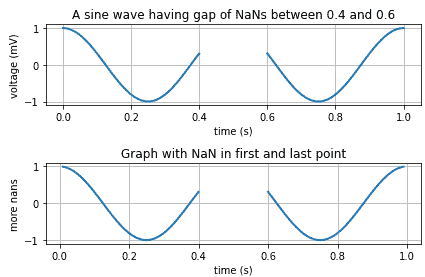 A sine wave having gap of NaNs between 0.4 and 0.6
voltage (mV)
1
0
−1
0.0 0.2 0.4 0.6 0.8 1.0
time (s)
Graph with NaN in first and last point
more nans
1
0
−1
0.0 0.2 0.4 0.6 0.8 1.0
time (s)